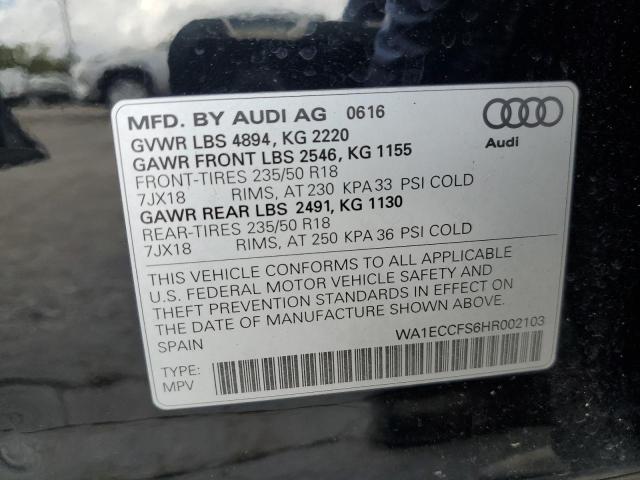 MFD. BY AUDI AG 0616
GVWR LBS 4894, KG 2220
GAWR FRONT LBS 2546, KG 1155
FRONT-TIRES 235/50 R18
7JX18 RIMS, AT 230 KPA 33 PSI COLD
GAWR REAR LBS 2491, KG 1130
REAR-TIRES 235/50 R18
7JX18 RIMS, AT 250 KPA 36 PSI COLD
Audi
THIS VEHICLE CONFORMS TO ALL APPLICABLE
U.S. FEDERAL MOTOR VEHICLE SAFETY AND
THEFT PREVENTION STANDARDS IN EFFECT ON
THE DATE OF MANUFACTURE SHOWN ABOVE.
SPAIN
WA1ECCFS6HR002103
TYPE:
MPV